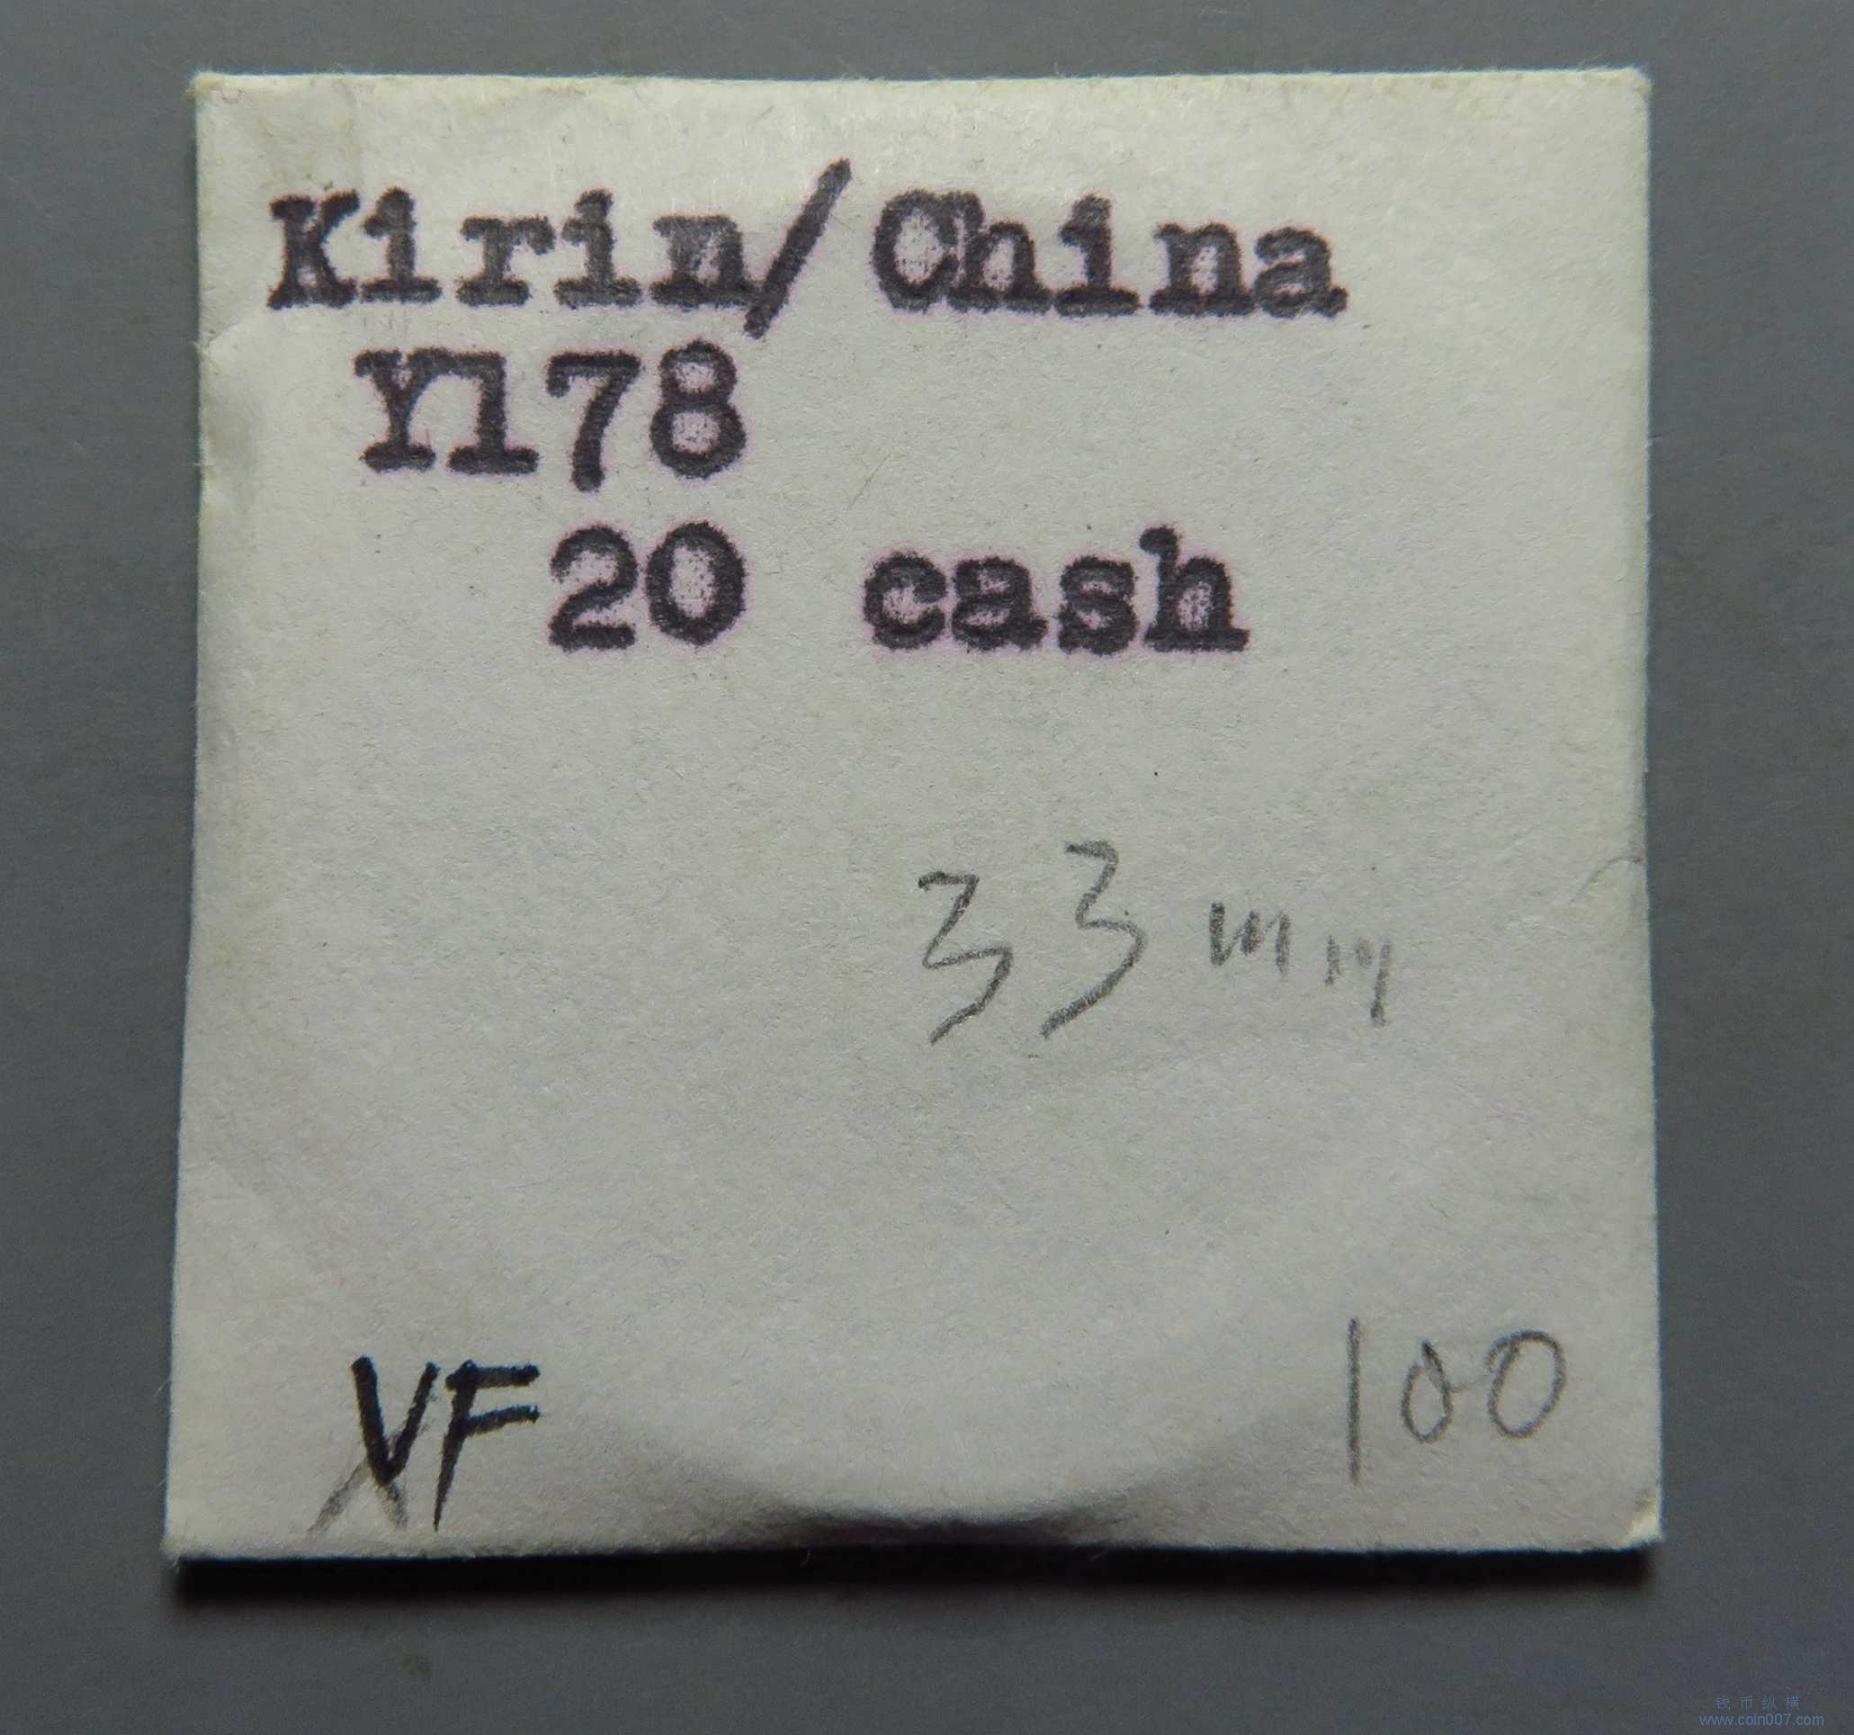 Kirin/China
Y178
20 cash
33 mm
VF
100
钱币纵横
www.coin007.com